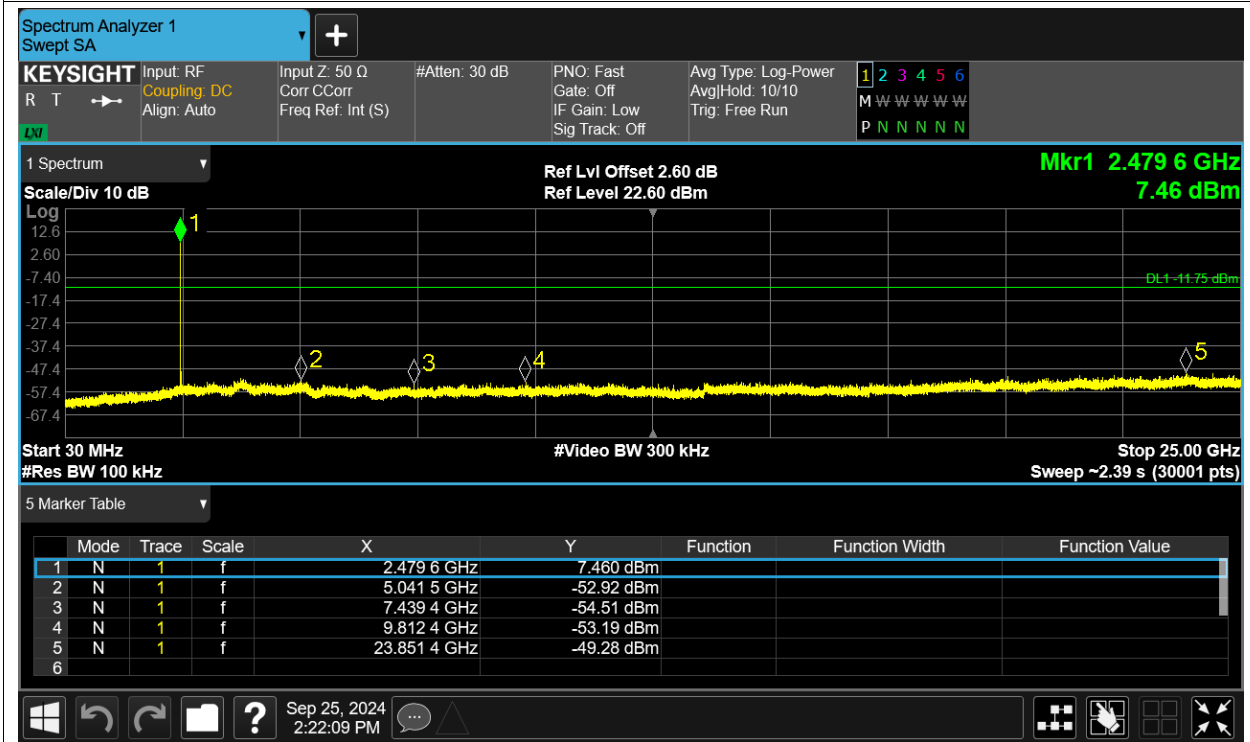 Spectrum Analyzer 1
Swept SA
+
KEYSIGHT
R T
LXI
Input: RF
Coupling: DC
Align: Auto
Input Z: 50 Ω
Corr CCorr
Freq Ref: Int (S)
#Atten: 30 dB
PNO: Fast
Gate: Off
IF Gain: Low
Sig Track: Off
Avg Type: Log-Power
Avg|Hold: 10/10
Trig: Free Run
1 2 3 4 5 6
M W W W W W
P N N N N N
1 Spectrum
Scale/Div 10 dB
Ref Lvl Offset 2.60 dB
Ref Level 22.60 dBm
Mkr1 2.479 6 GHz
7.46 dBm
Log
12.6
2.60
-7.40
-17.4
-27.4
-37.4
-47.4
-57.4
-67.4
1
DL1 -11.75 dBm
2
3
4
5
Start 30 MHz
#Res BW 100 kHz
#Video BW 300 kHz
Stop 25.00 GHz
Sweep ~2.39 s (30001 pts)
5 Marker Table
Mode Trace Scale X Y Function Function Width Function Value
1 N 1 f 2.479 6 GHz 7.460 dBm
2 N 1 f 5.041 5 GHz -52.92 dBm
3 N 1 f 7.439 4 GHz -54.51 dBm
4 N 1 f 9.812 4 GHz -53.19 dBm
5 N 1 f 23.851 4 GHz -49.28 dBm
6
?
Sep 25, 2024
2:22:09 PM